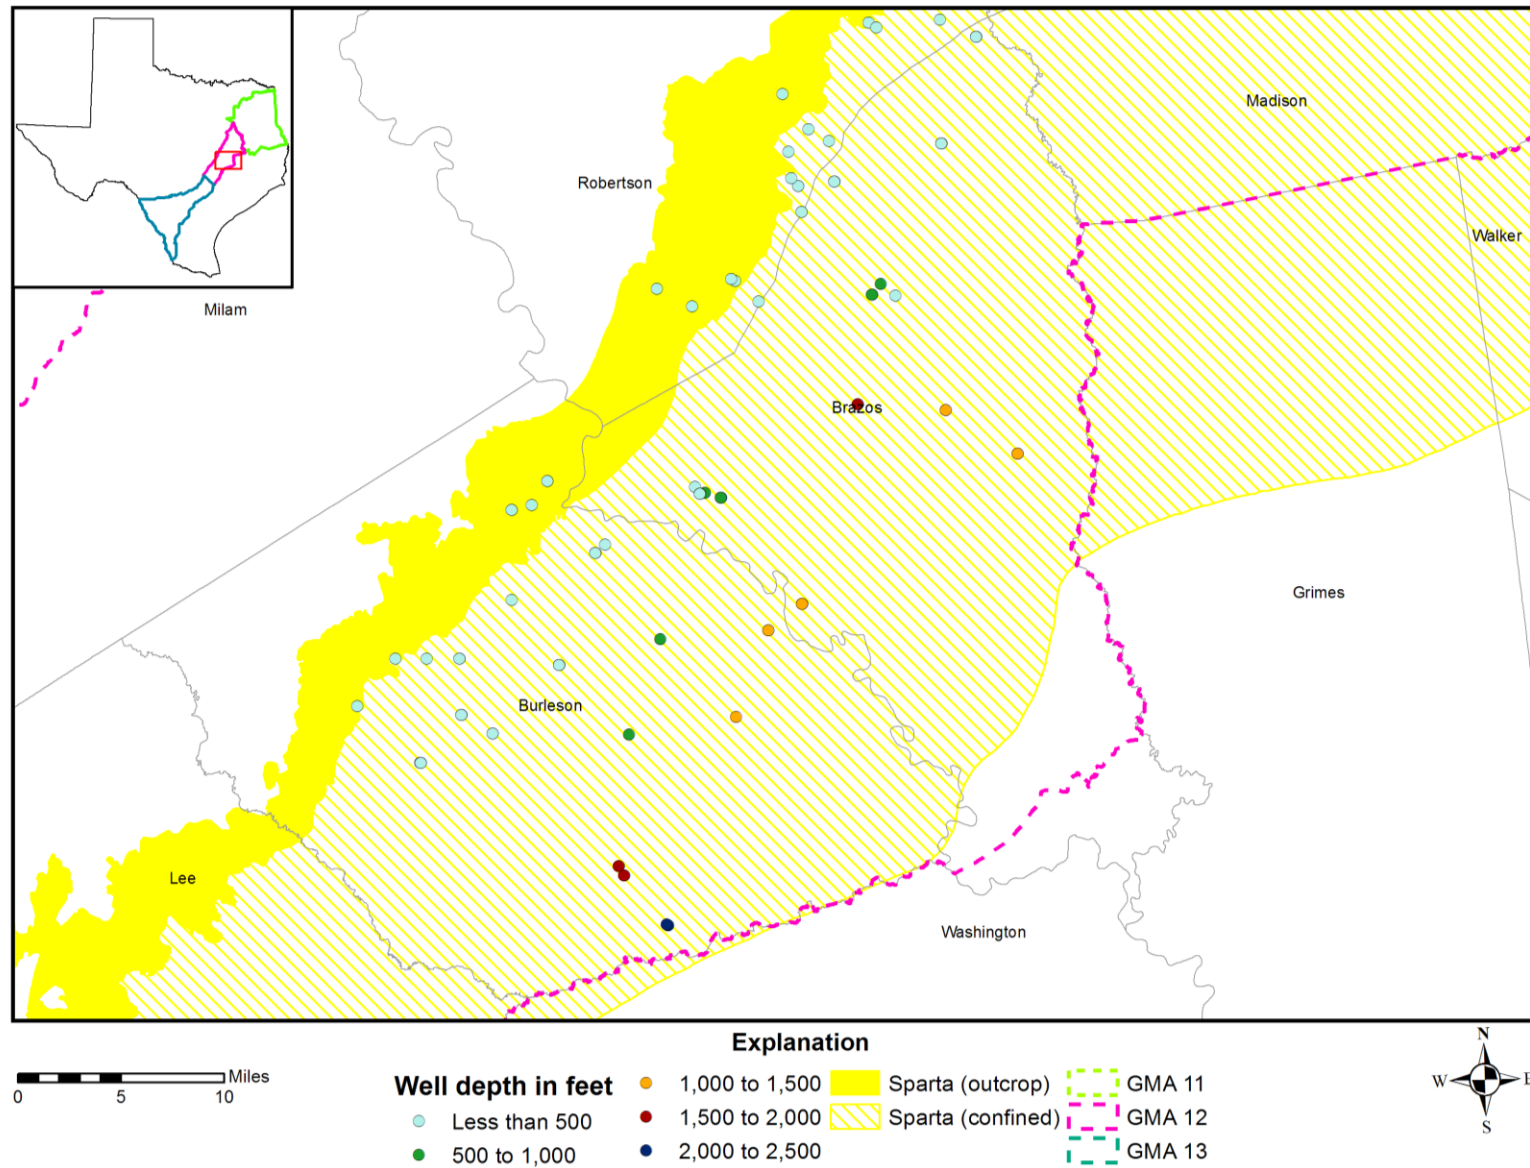 Madison
Robertson
Walker
Milam
Brazos
Grimes
Burleson
Lee
Washington
Explanation
Miles
0 5 10
Well depth in feet
Less than 500
500 to 1,000
1,000 to 1,500
1,500 to 2,000
2,000 to 2,500
Sparta (outcrop)
Sparta (confined)
GMA 11
GMA 12
GMA 13
N
W E
S